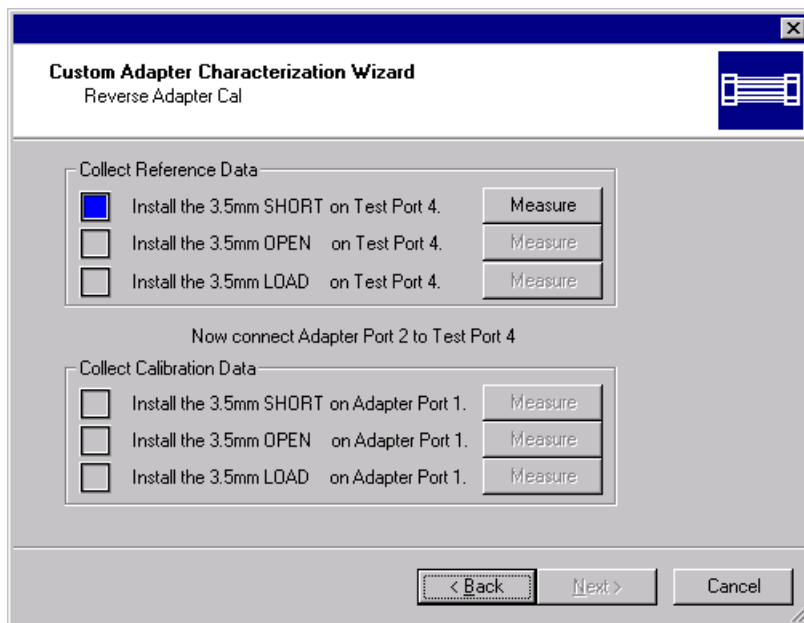 Custom Adapter Characterization Wizard
Reverse Adapter Cal
Collect Reference Data
Install the 3.5mm SHORT on Test Port 4. Measure
Install the 3.5mm OPEN on Test Port 4. Measure
Install the 3.5mm LOAD on Test Port 4. Measure
Now connect Adapter Port 2 to Test Port 4
Collect Calibration Data
Install the 3.5mm SHORT on Adapter Port 1. Measure
Install the 3.5mm OPEN on Adapter Port 1. Measure
Install the 3.5mm LOAD on Adapter Port 1. Measure
< Back Next > Cancel